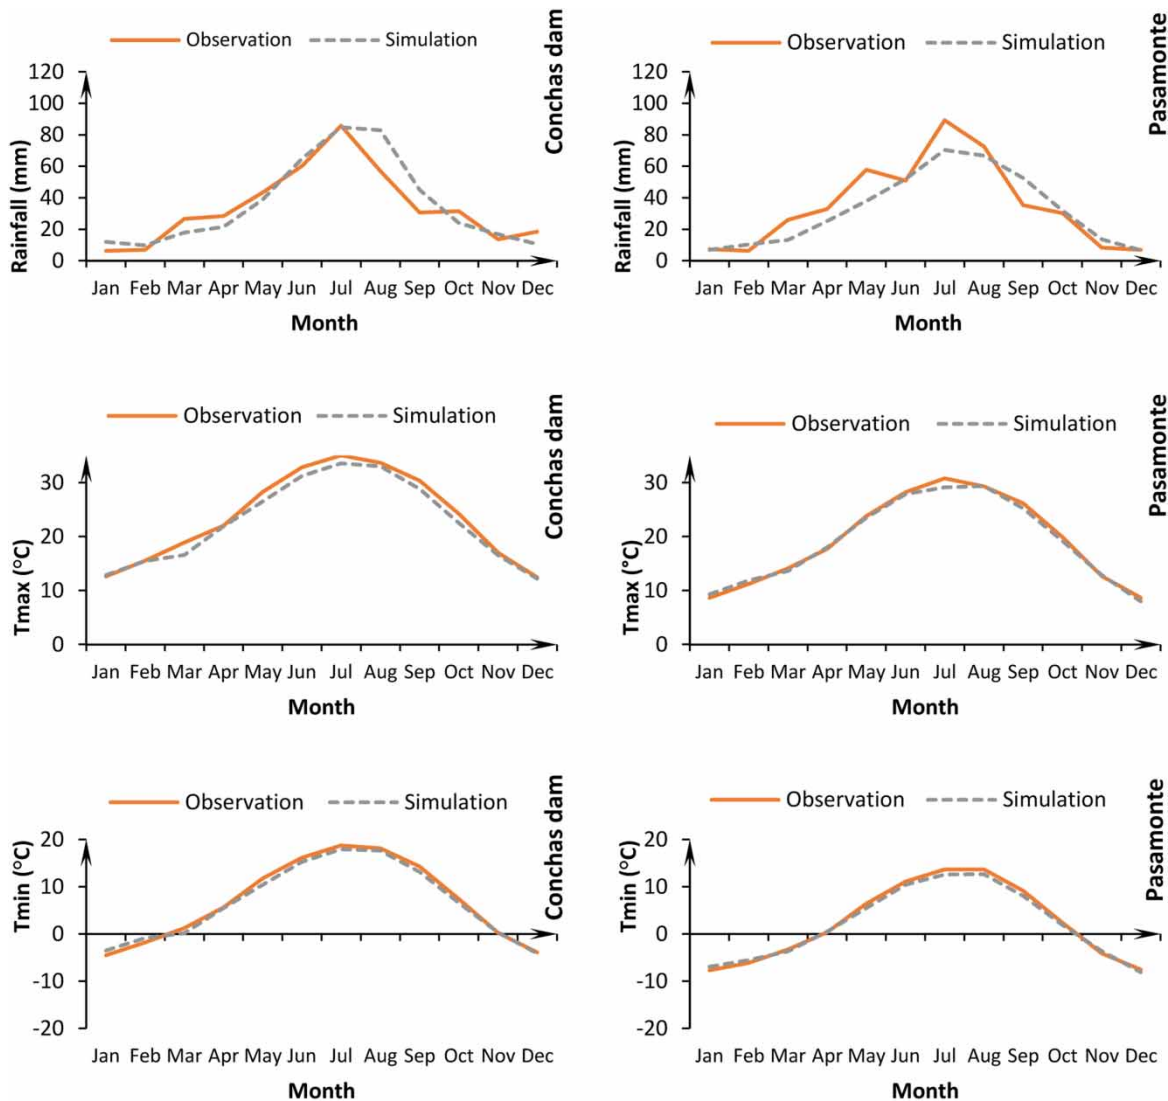 Observation Simulation
Conchas dam
120
100
80
60
40
20
0
Rainfall (mm)
Jan Feb Mar Apr May Jun Jul Aug Sep Oct Nov Dec
Month
Observation Simulation
Pasamonte
120
100
80
60
40
20
0
Rainfall (mm)
Jan Feb Mar Apr May Jun Jul Aug Sep Oct Nov Dec
Month
Observation Simulation
Conchas dam
30
20
10
0
Tmax (°C)
Jan Feb Mar Apr May Jun Jul Aug Sep Oct Nov Dec
Month
Observation Simulation
Pasamonte
30
20
10
0
Tmax (°C)
Jan Feb Mar Apr May Jun Jul Aug Sep Oct Nov Dec
Month
Observation Simulation
Conchas dam
20
10
0
-10
-20
Tmin (°C)
Jan Feb Mar Apr May Jun Jul Aug Sep Oct Nov Dec
Month
Observation Simulation
Pasamonte
20
10
0
-10
-20
Tmin (°C)
Jan Feb Mar Apr May Jun Jul Aug Sep Oct Nov Dec
Month